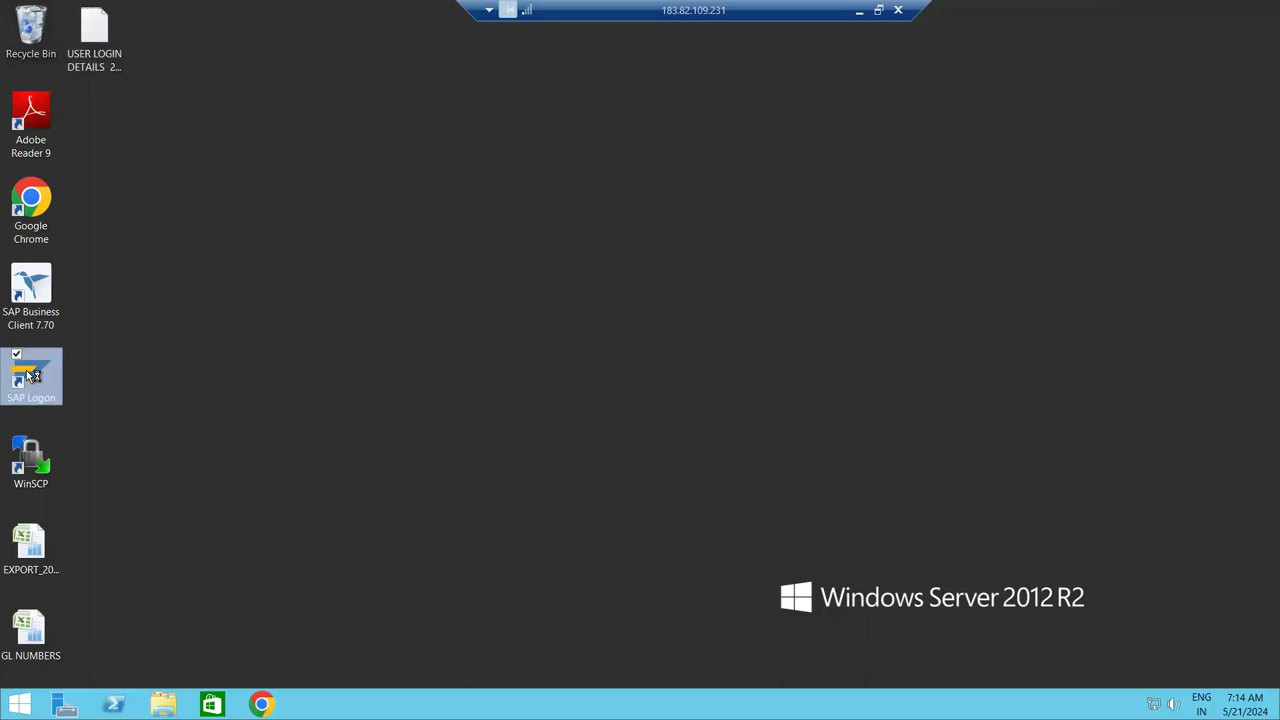 183.82.109.231
Recycle Bin
USER LOGIN
DETAILS 2...
Adobe
Reader 9
Google
Chrome
SAP Business
Client 7.70
SAP Logon
WinSCP
EXPORT_20...
GL NUMBERS
Windows Server 2012 R2
ENG
IN
7:14 AM
5/21/2024